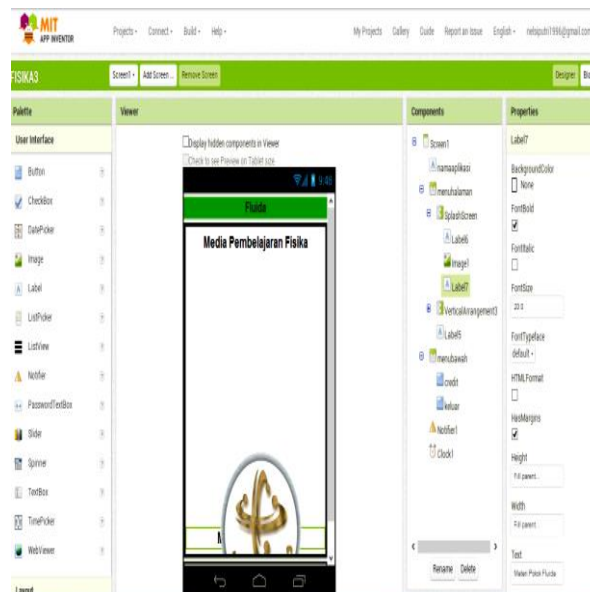 MIT
APP INVENTOR
Projects Connect Build Help My Projects Gallery Guide Report an Issue English
FISIKA3 Screen1 Add Screen ... Remove Screen Designer
Palette
User Interface
Button
CheckBox
DatePicker
Image
Label
ListPicker
ListView
Notifier
PasswordTextBox
Slider
Spinner
TextBox
TimePicker
WebViewer
Layout
Viewer
Display hidden components in Viewer
Check to see Preview on Tablet size.
9:48
Fluida
Media Pembelajaran Fisika
M
Components
Screen1
namaaplikasi
menuhalaman
SplashScreen
Label6
Image1
Label7
VerticalArrangement3
Label5
menubawah
credit
keluar
Notifier1
Clock1
Rename Delete
Properties
Label7
BackgroundColor
None
FontBold
FontItalic
FontSize
FontTypeface
default
HTMLFormat
HasMargins
Height
Fill parent...
Width
Fill parent
Text
Materi Pokok Fluida